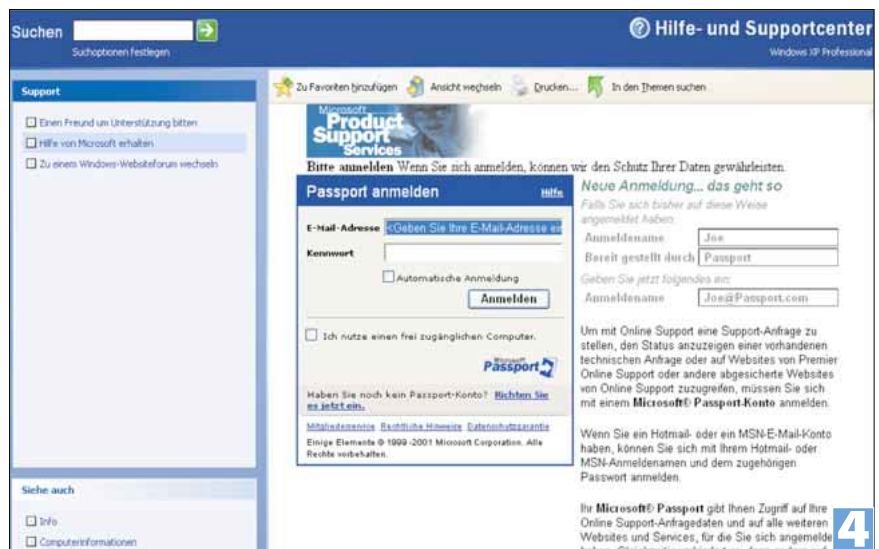 Suchen
Suchoptionen festlegen
Hilfe- und Supportcenter
Windows XP Professional
Support
Einen Freund um Unterstützung bitten
Hilfe von Microsoft erhalten
Zu einem Windows-Websiteforum wechseln
Siehe auch
Info
Computerinformationen
Zu Favoriten hinzufügen Ansicht wechseln Drucken... In den Themen suchen
Microsoft
Product
Support
Services
Bitte anmelden Wenn Sie sich anmelden, können wir den Schutz Ihrer Daten gewährleisten.
Passport anmelden Hilfe
E-Mail-Adresse <Geben Sie Ihre E-Mail-Adresse ein
Kennwort
Automatische Anmeldung
Anmelden
Ich nutze einen frei zugänglichen Computer.
Microsoft
Passport
Haben Sie noch kein Passport-Konto? Richten Sie
es jetzt ein.
Mitgliederservice Rechtliche Hinweise Datenschutzgarantie
Einige Elemente © 1999-2001 Microsoft Corporation. Alle
Rechte vorbehalten.
Neue Anmeldung... das geht so
Falls Sie sich bisher auf diese Weise
angemeldet haben:
Anmeldename Joe
Bereit gestellt durch Passport
Geben Sie jetzt folgendes ein:
Anmeldename Joe@Passport.com
Um mit Online Support eine Support-Anfrage zu
stellen, den Status anzuzeigen einer vorhandenen
technischen Anfrage oder auf Websites von Premier
Online Support oder andere abgesicherte Websites
von Online Support zuzugreifen, müssen Sie sich
mit einem Microsoft® Passport-Konto anmelden.
Wenn Sie ein Hotmail- oder ein MSN-E-Mail-Konto
haben, können Sie sich mit Ihrem Hotmail- oder
MSN-Anmeldenamen und dem zugehörigen
Passwort anmelden.
Ihr Microsoft® Passport gibt Ihnen Zugriff auf Ihre
Online Support-Anfragedaten und auf alle weiteren
Websites und Services, für die Sie sich angemelde
4